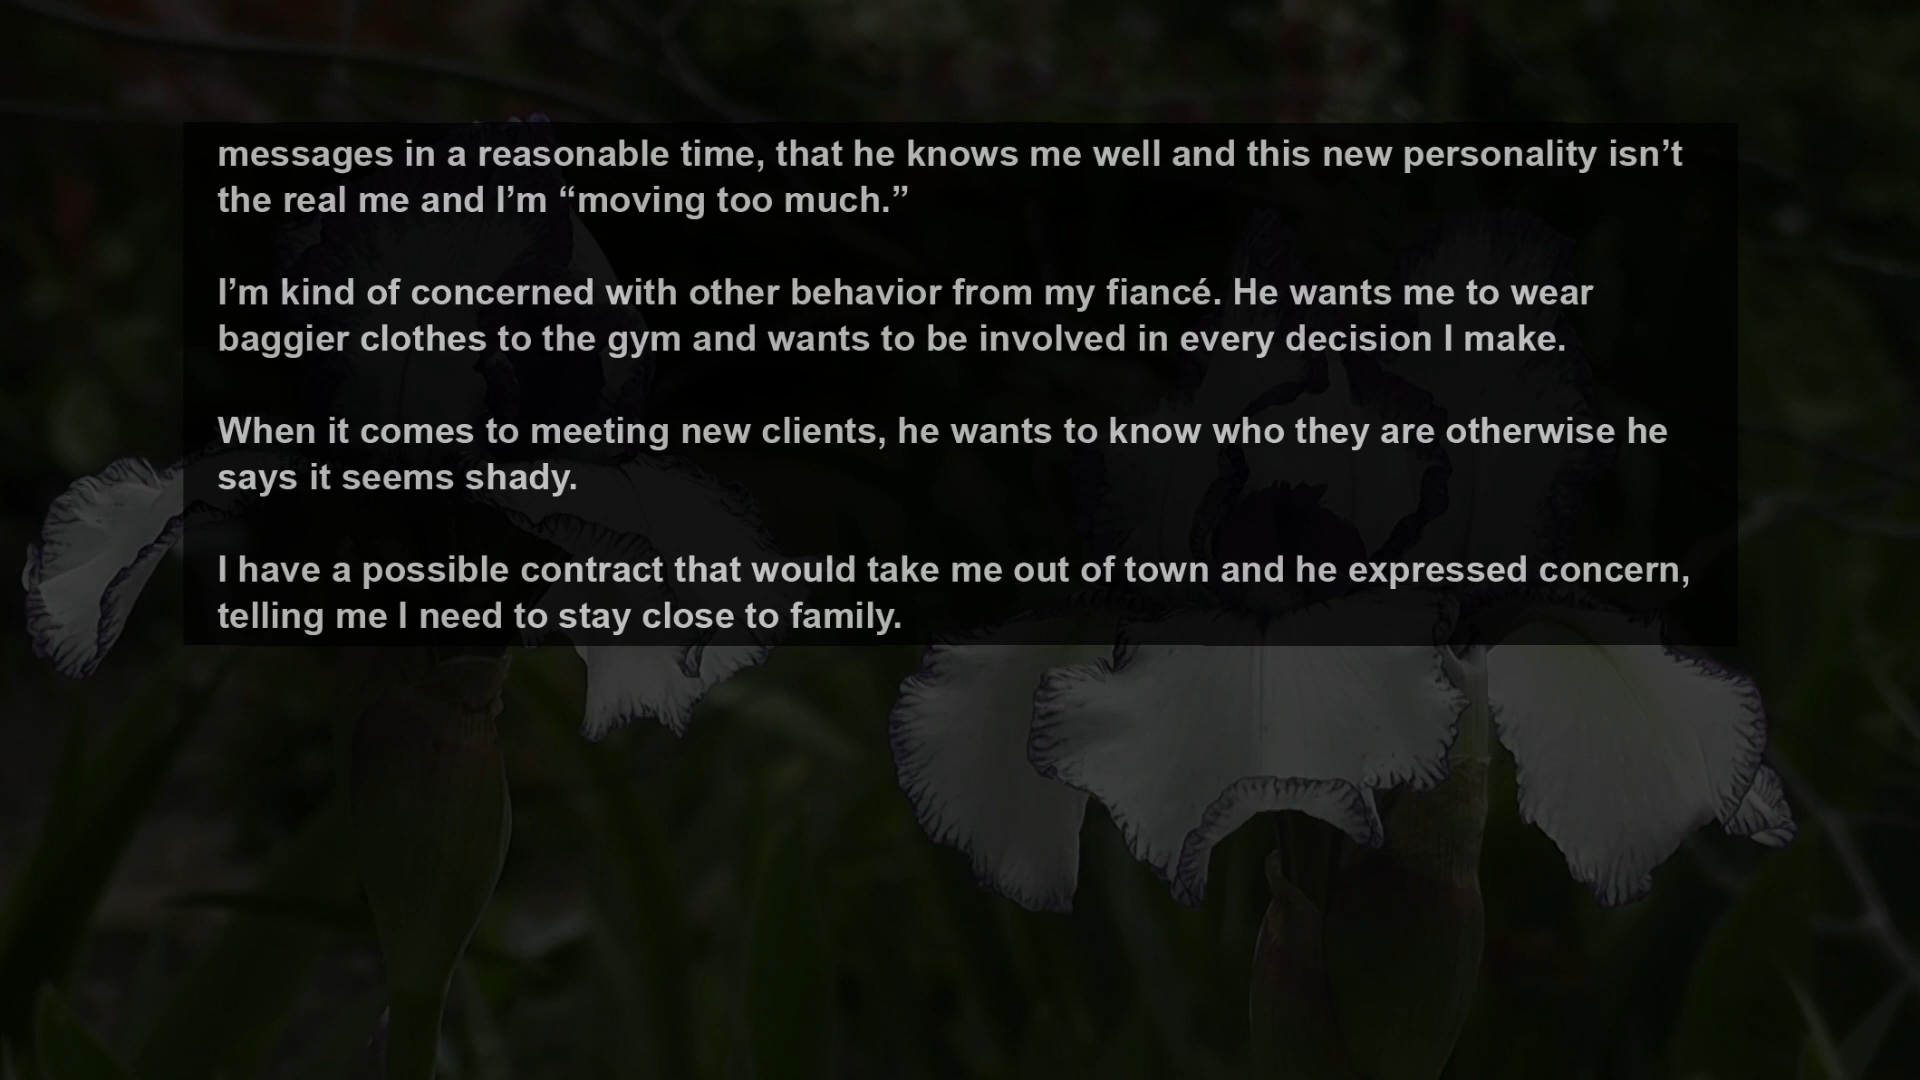 messages in a reasonable time, that he knows me well and this new personality isn’t
the real me and I’m “moving too much.”
I’m kind of concerned with other behavior from my fiancé. He wants me to wear
baggier clothes to the gym and wants to be involved in every decision I make.
When it comes to meeting new clients, he wants to know who they are otherwise he
says it seems shady.
I have a possible contract that would take me out of town and he expressed concern,
telling me I need to stay close to family.